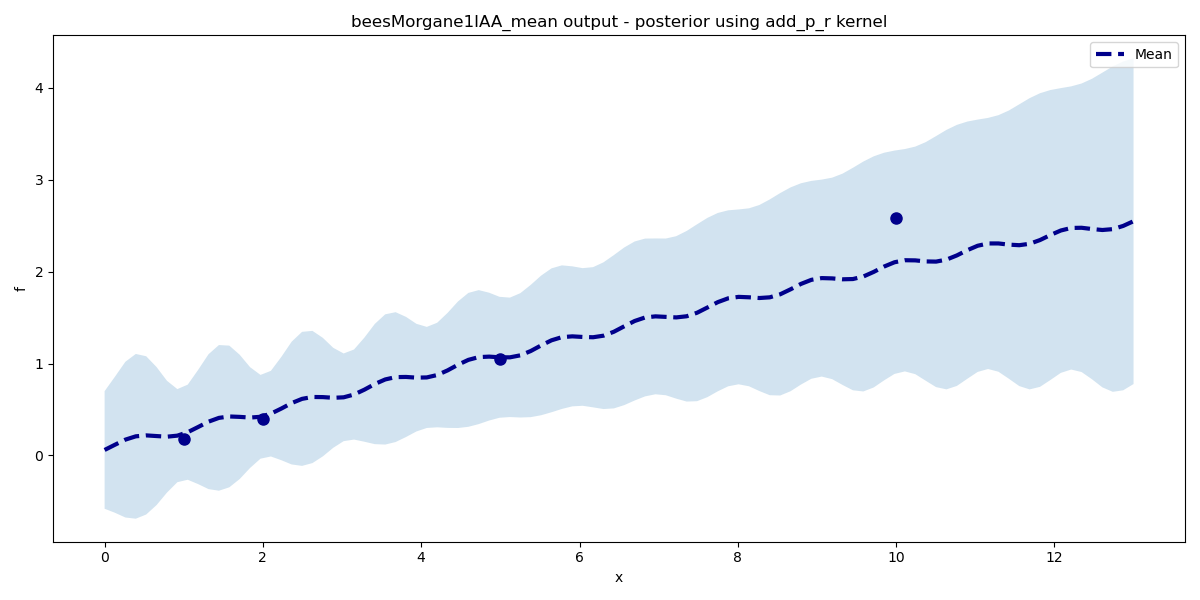 beesMorgane1IAA_mean output - posterior using add_p_r kernel
Mean
f
4
3
2
1
0
0 2 4 6 8 10 12
x